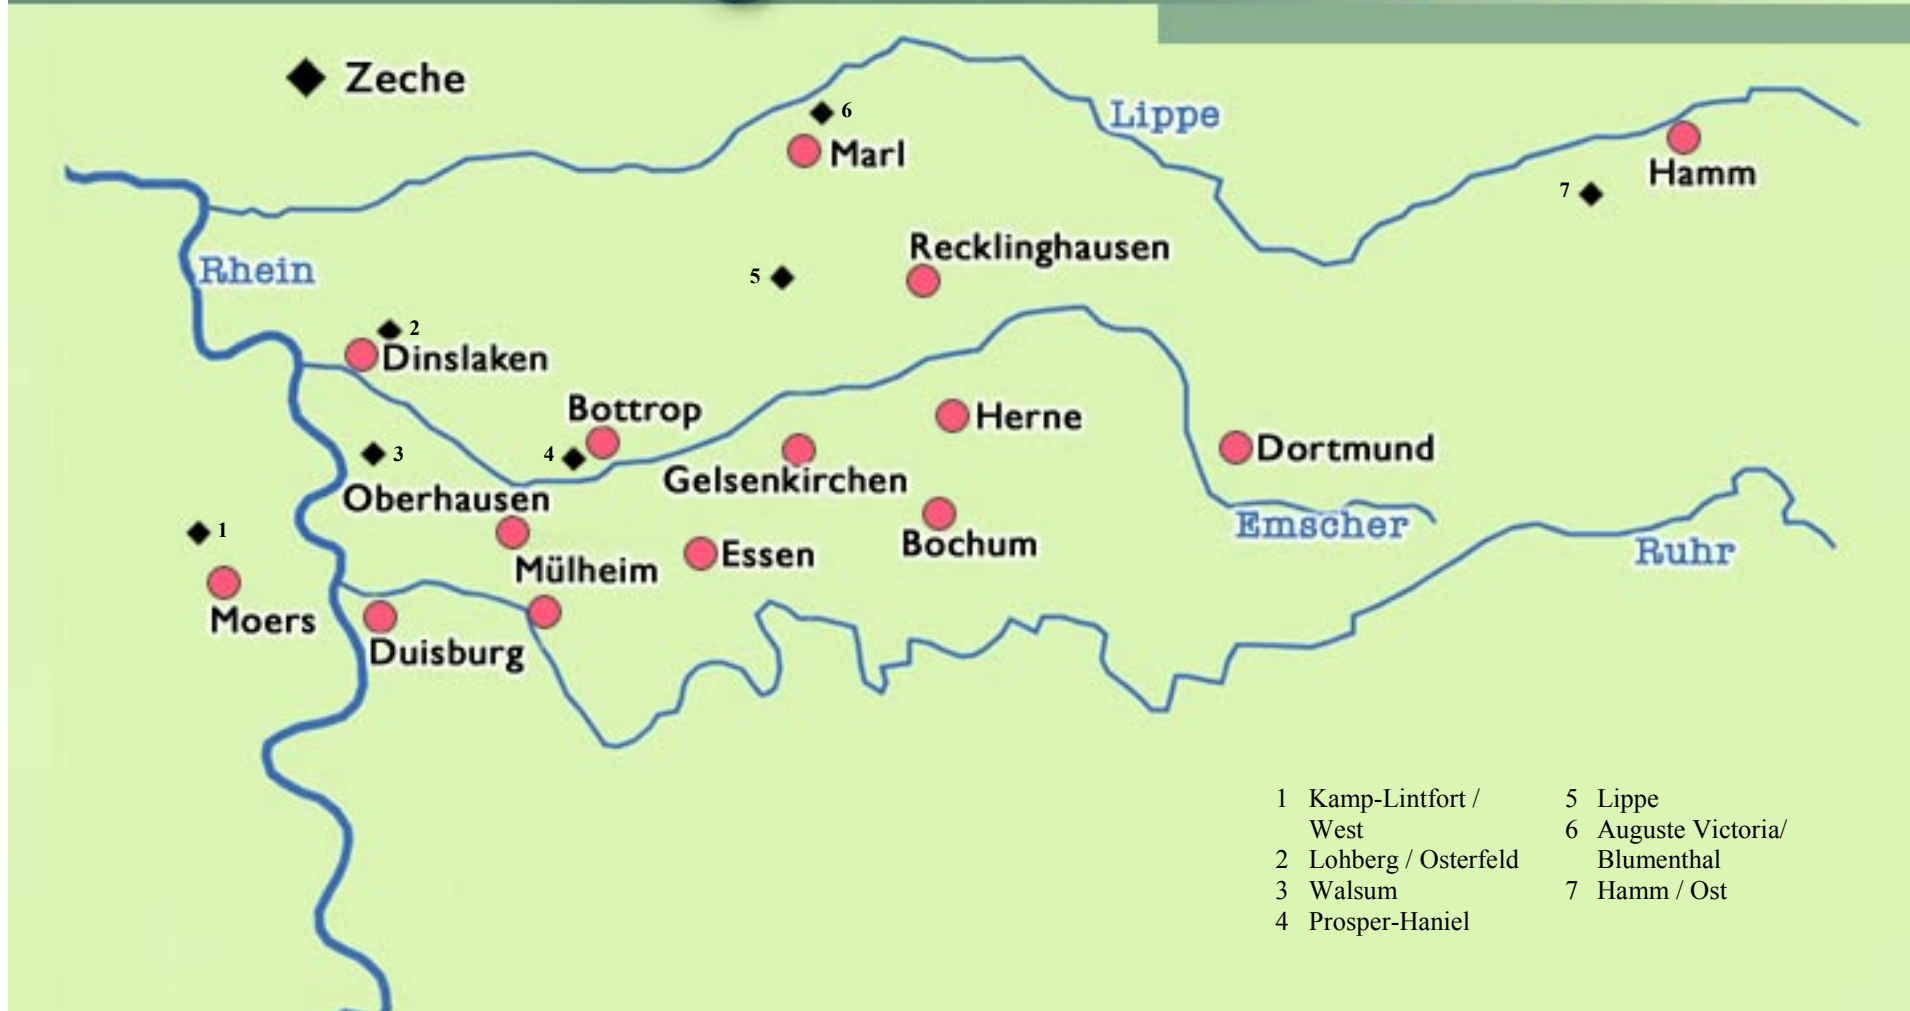 Zeche
6
Lippe
Marl
Hamm
7
Recklinghausen
Rhein
5
2
Dinslaken
Bottrop
Herne
Dortmund
3
4
Gelsenkirchen
Oberhausen
Emscher
1
Bochum
Essen
Ruhr
Mülheim
Moers
Duisburg
1 Kamp-Lintfort /
West
2 Lohberg / Osterfeld
3 Walsum
4 Prosper-Haniel
5 Lippe
6 Auguste Victoria/
Blumenthal
7 Hamm / Ost